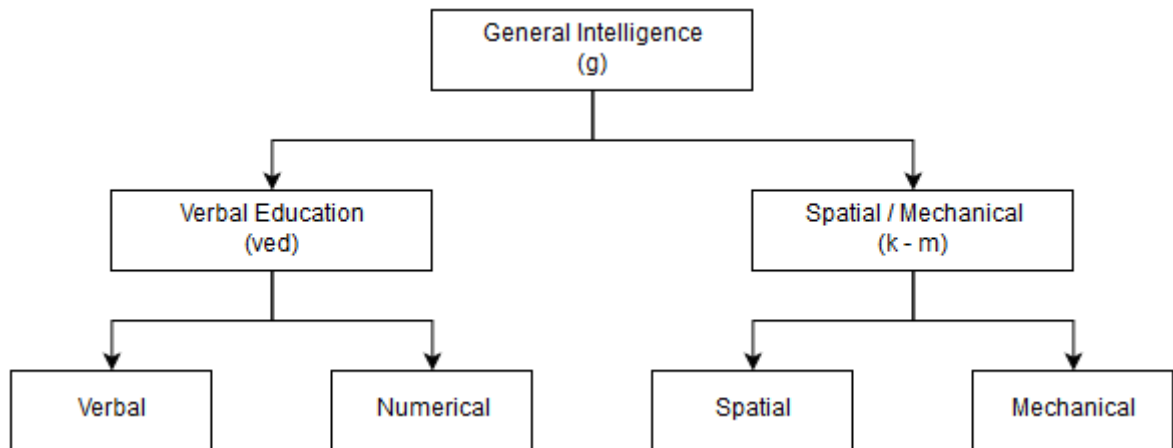 General Intelligence
(g)
Verbal Education
(ved)
Spatial / Mechanical
(k - m)
Verbal
Numerical
Spatial
Mechanical